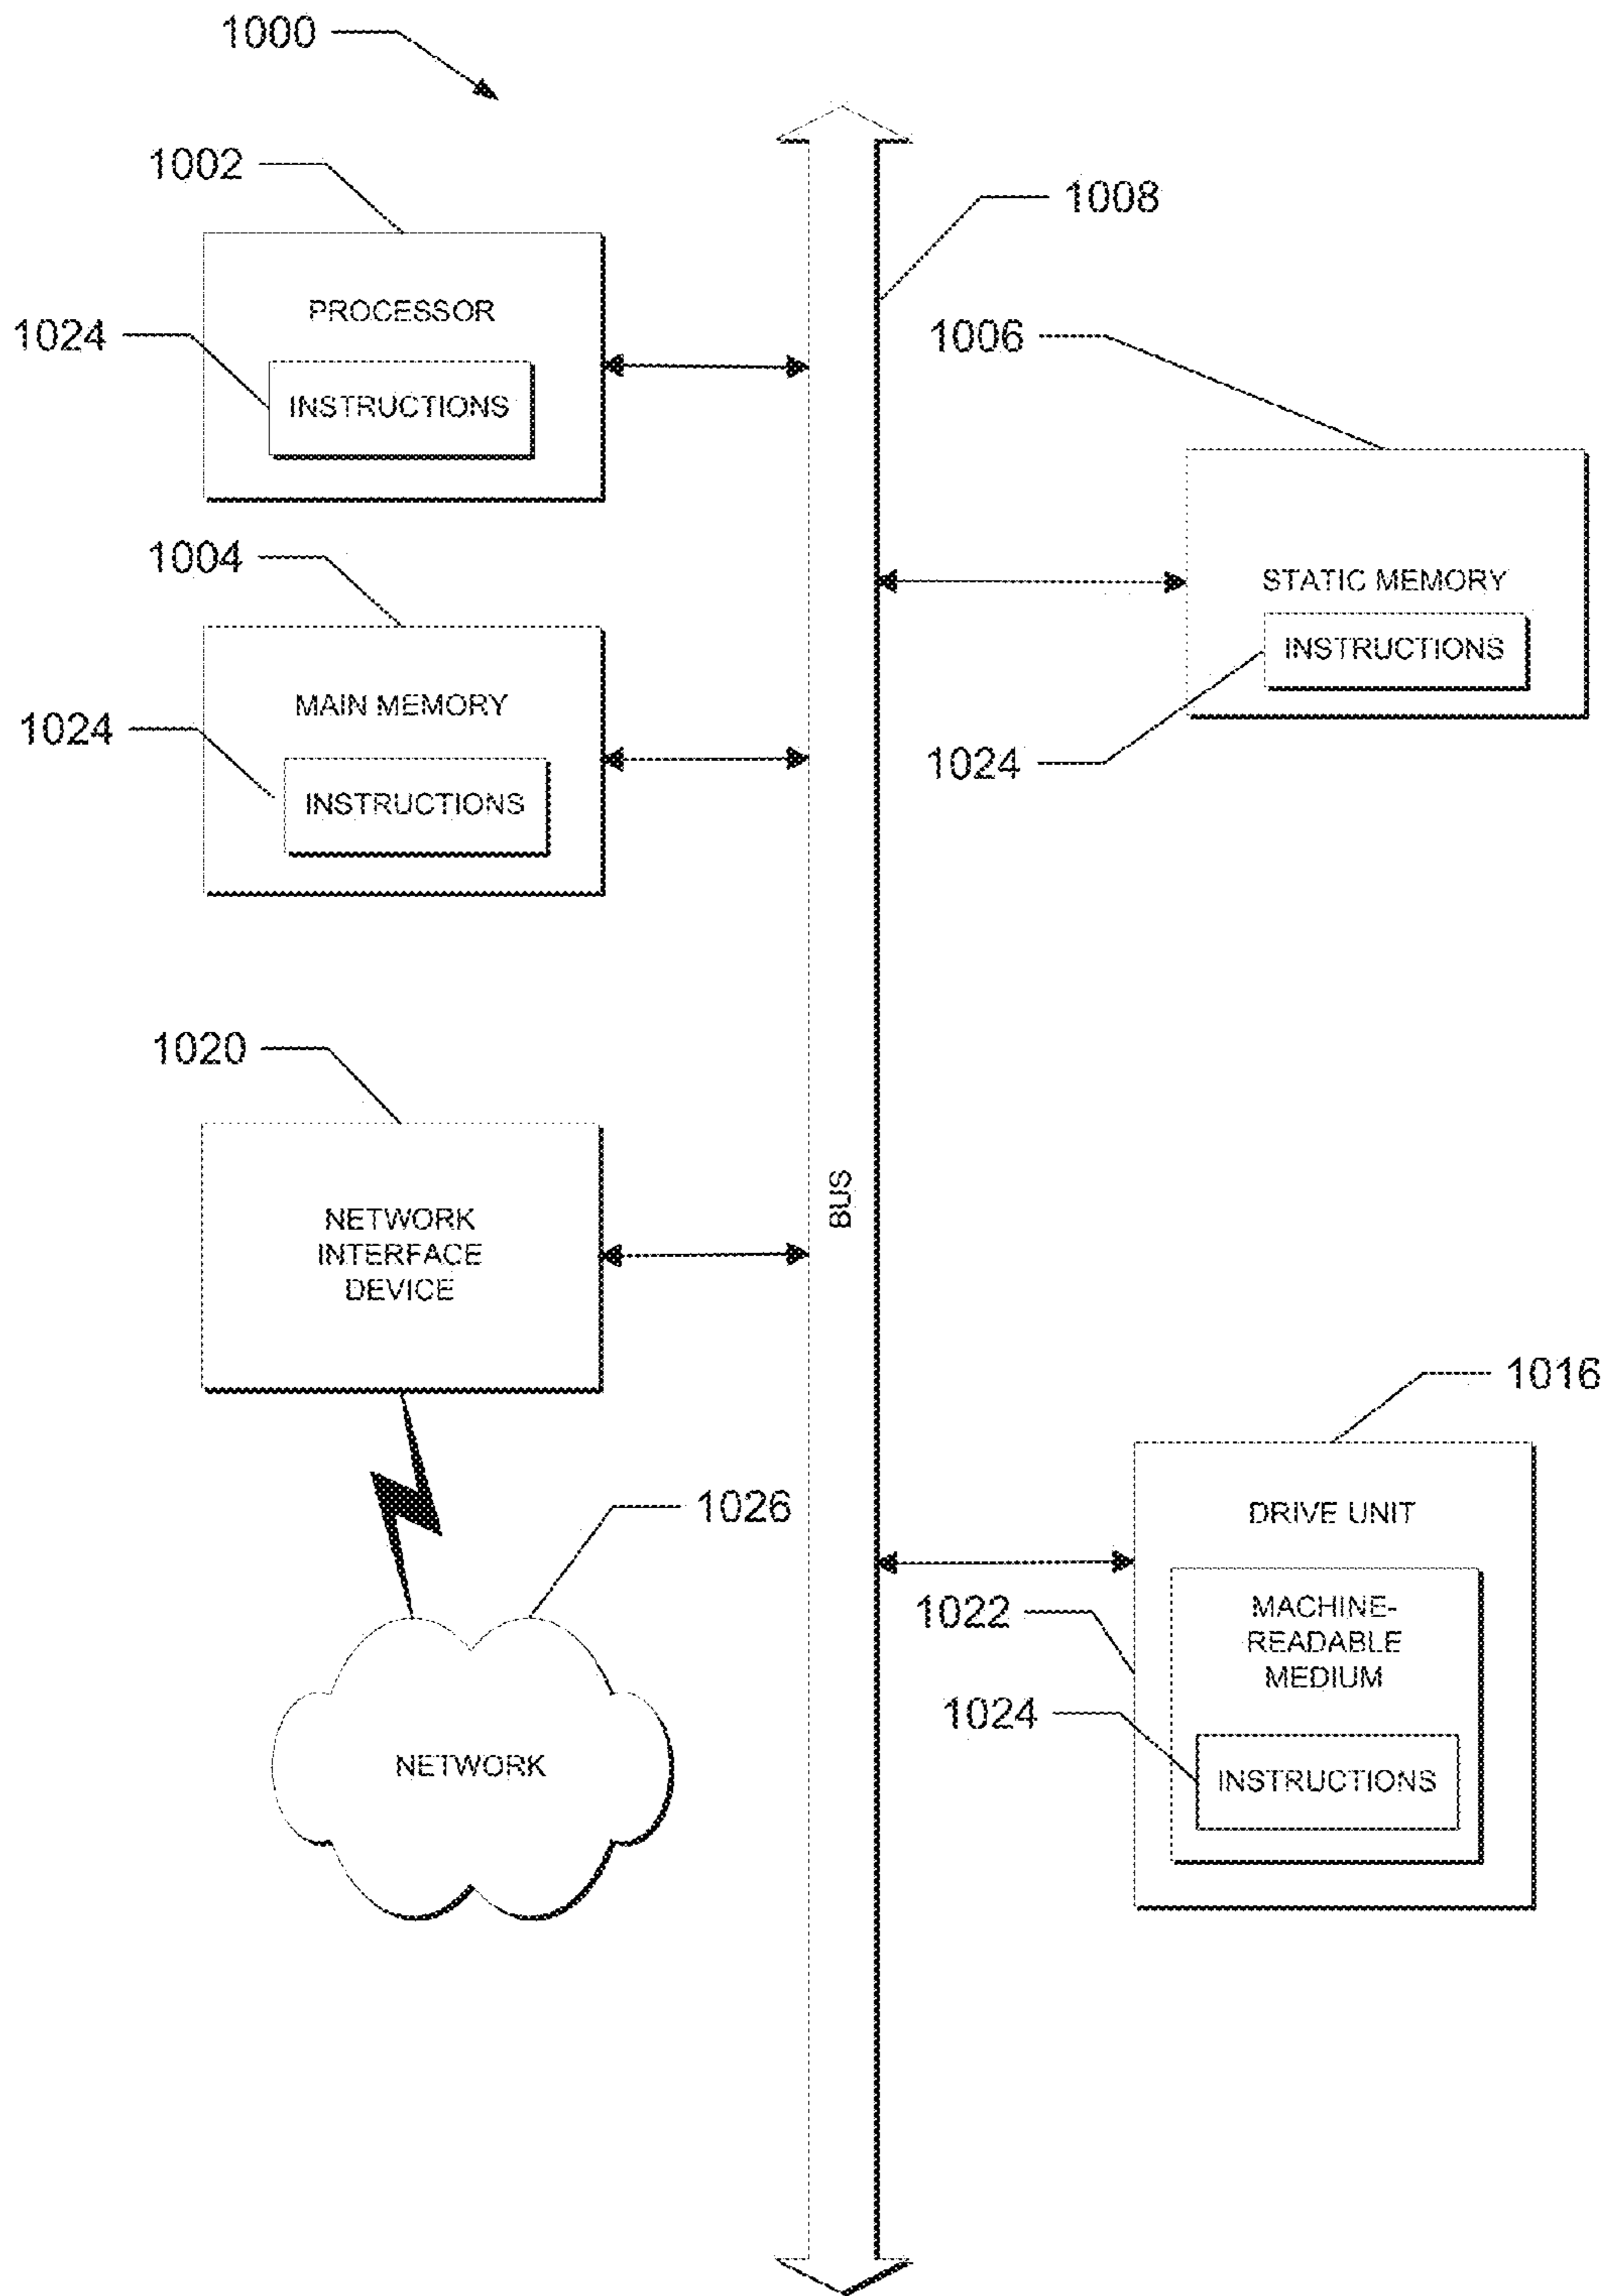 1000
1002
1008
PROCESSOR
1024
1006
INSTRUCTIONS
1004
STATIC MEMORY
INSTRUCTIONS
MAIN MEMORY
1024
1024
INSTRUCTIONS
1020
BUS
NETWORK
INTERFACE
DEVICE
1016
1026
DRIVE UNIT
1022
MACHINE-
READABLE
MEDIUM
1024
NETWORK
INSTRUCTIONS